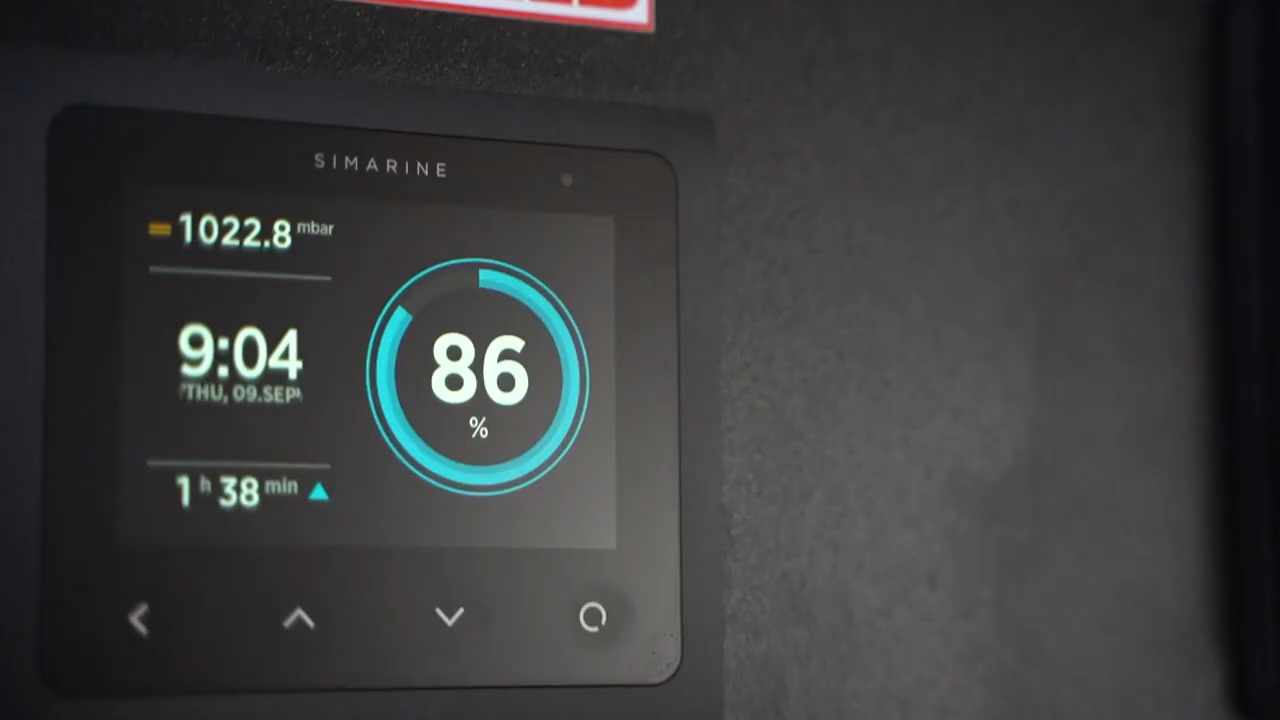 SIMARINE
1022.8 mbar
9:04
THU, 09.SEP
1 h 38 min
86
%